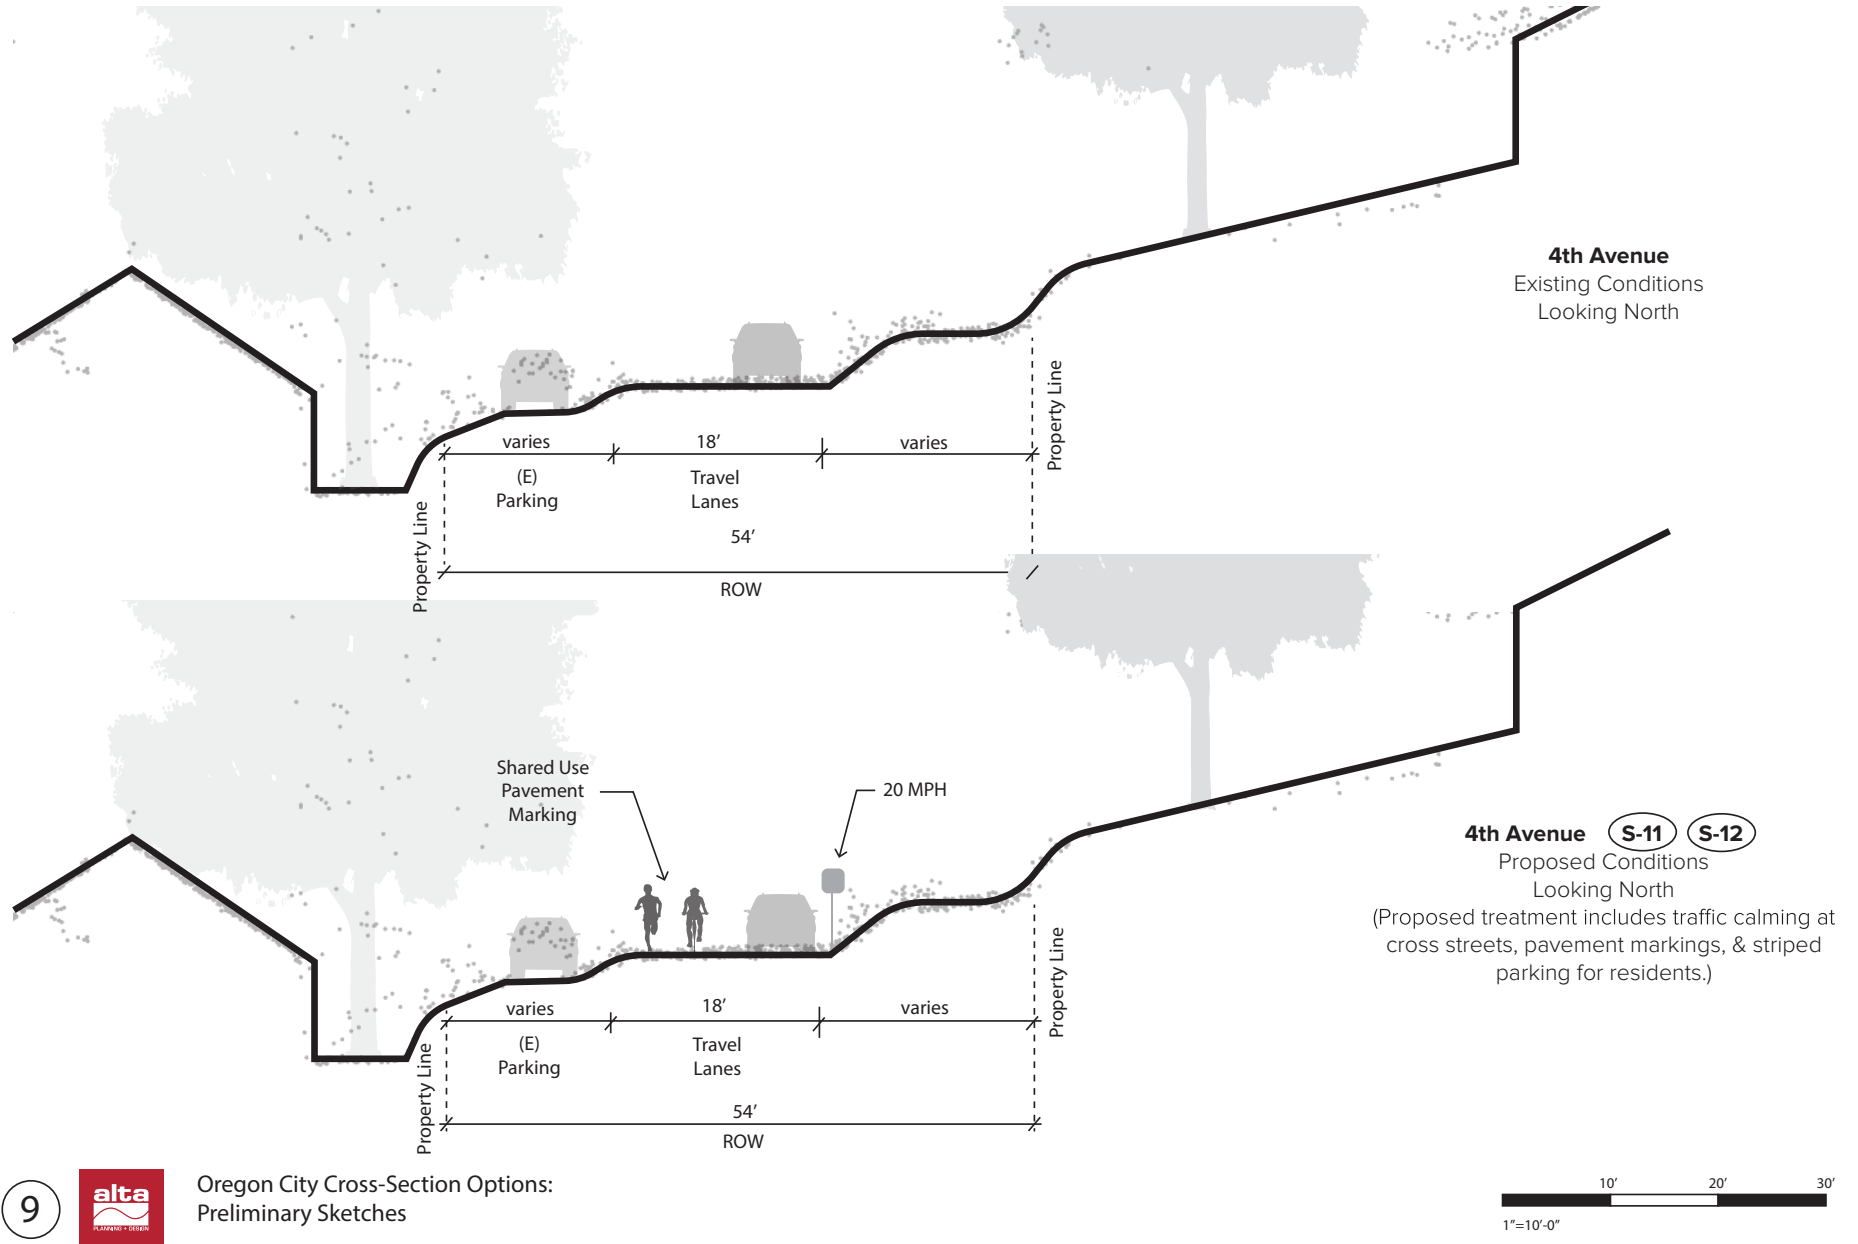 4th Avenue
Existing Conditions
Looking North
varies
18’
varies
(E)
Parking
Travel
Lanes
Property Line
Property Line
54’
ROW
Shared Use
Pavement
Marking
20 MPH
4th Avenue S-11 S-12
Proposed Conditions
Looking North
(Proposed treatment includes traffic calming at
cross streets, pavement markings, & striped
parking for residents.)
varies
18’
varies
(E)
Parking
Travel
Lanes
Property Line
Property Line
54’
ROW
9
alta
PLANNING + DESIGN
Oregon City Cross-Section Options:
Preliminary Sketches
10’ 20’ 30’
1”=10’-0”